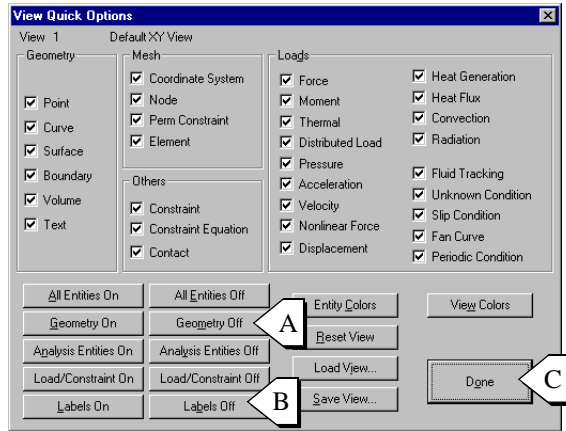 View Quick Options
View 1 Default XY View
Geometry
Point
Curve
Surface
Boundary
Volume
Text
Mesh
Coordinate System
Node
Perm Constraint
Element
Others
Constraint
Constraint Equation
Contact
Loads
Force
Moment
Thermal
Distributed Load
Pressure
Acceleration
Velocity
Nonlinear Force
Displacement
Heat Generation
Heat Flux
Convection
Radiation
Fluid Tracking
Unknown Condition
Slip Condition
Fan Curve
Periodic Condition
All Entities On
All Entities Off
Geometry On
Geometry Off
A
Analysis Entities On
Analysis Entities Off
Load/Constraint On
Load/Constraint Off
Labels On
Labels Off
B
Entity Colors
View Colors
Reset View
Load View...
Save View...
Done
C